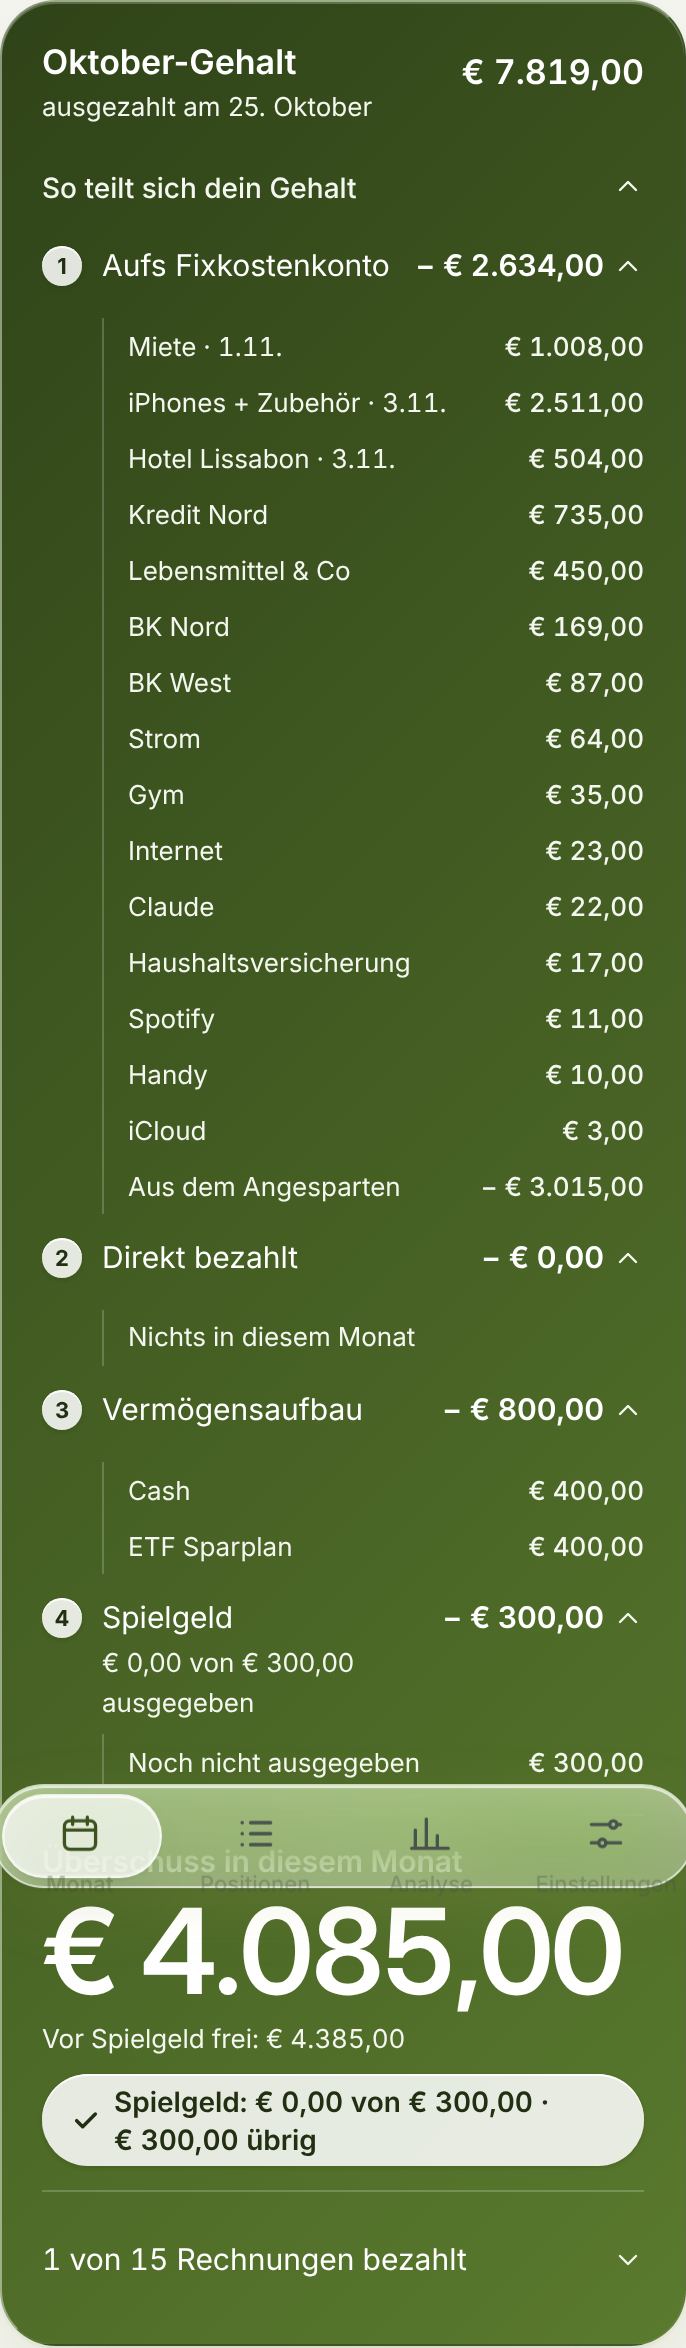 Oktober-Gehalt
€ 7.819,00
ausgezahlt am 25. Oktober
So teilt sich dein Gehalt
1 Aufs Fixkostenkonto – € 2.634,00
Miete · 1.11. € 1.008,00
iPhones + Zubehör · 3.11. € 2.511,00
Hotel Lissabon · 3.11. € 504,00
Kredit Nord € 735,00
Lebensmittel & Co € 450,00
BK Nord € 169,00
BK West € 87,00
Strom € 64,00
Gym € 35,00
Internet € 23,00
Claude € 22,00
Haushaltsversicherung € 17,00
Spotify € 11,00
Handy € 10,00
iCloud € 3,00
Aus dem Angesparten – € 3.015,00
2 Direkt bezahlt – € 0,00
Nichts in diesem Monat
3 Vermögensaufbau – € 800,00
Cash € 400,00
ETF Sparplan € 400,00
4 Spielgeld – € 300,00
€ 0,00 von € 300,00
ausgegeben
Noch nicht ausgegeben € 300,00
Überschuss in diesem Monat
Monat Positionen Analyse Einstellungen
€ 4.085,00
Vor Spielgeld frei: € 4.385,00
Spielgeld: € 0,00 von € 300,00 ·
€ 300,00 übrig
1 von 15 Rechnungen bezahlt